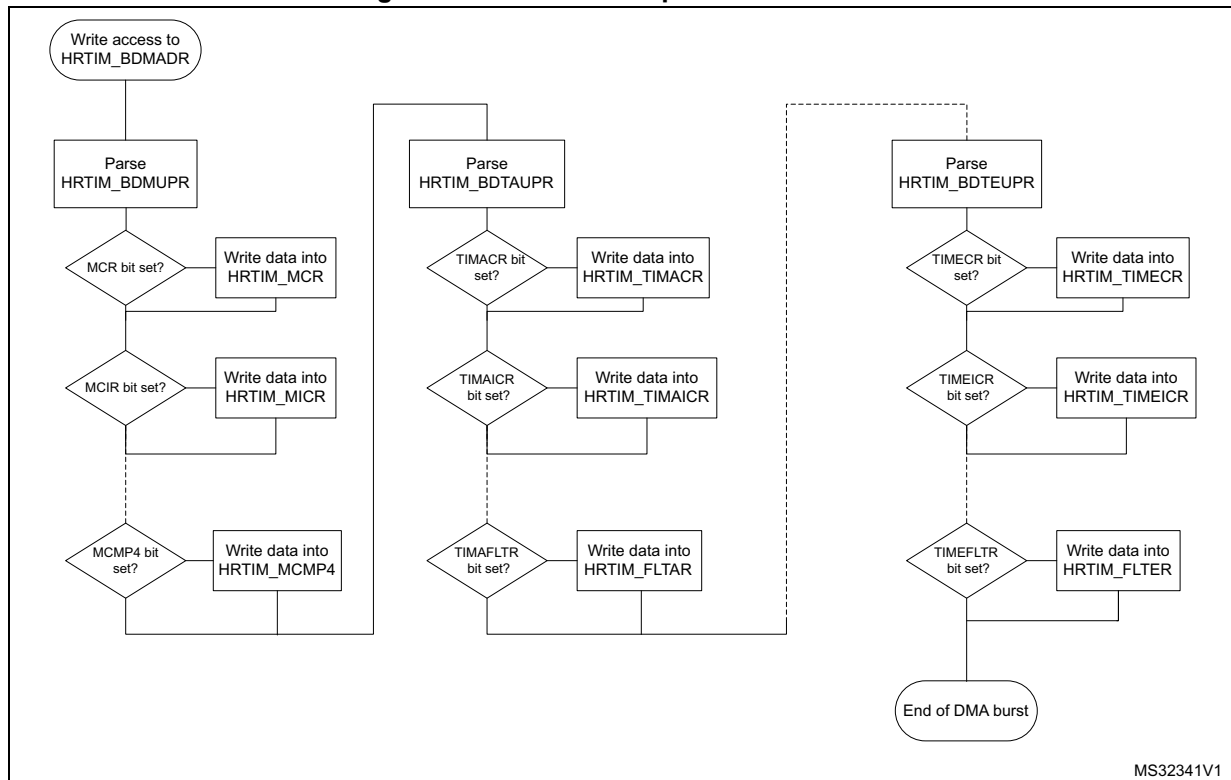 Write access to
HRTIM_BDMADR
Parse
HRTIM_BDMUPR
MCR bit set?
Write data into
HRTIM_MCR
MCIR bit set?
Write data into
HRTIM_MICR
MCMP4 bit
set?
Write data into
HRTIM_MCMP4
Parse
HRTIM_BDTAUPR
TIMACR bit
set?
Write data into
HRTIM_TIMACR
TIMAICR
bit set?
Write data into
HRTIM_TIMAICR
TIMAFLTR
bit set?
Write data into
HRTIM_FLTAR
Parse
HRTIM_BDTEUPR
TIMECR bit
set?
Write data into
HRTIM_TIMECR
TIMEICR
bit set?
Write data into
HRTIM_TIMEICR
TIMEFLTR
bit set?
Write data into
HRTIM_FLTER
End of DMA burst
MS32341V1